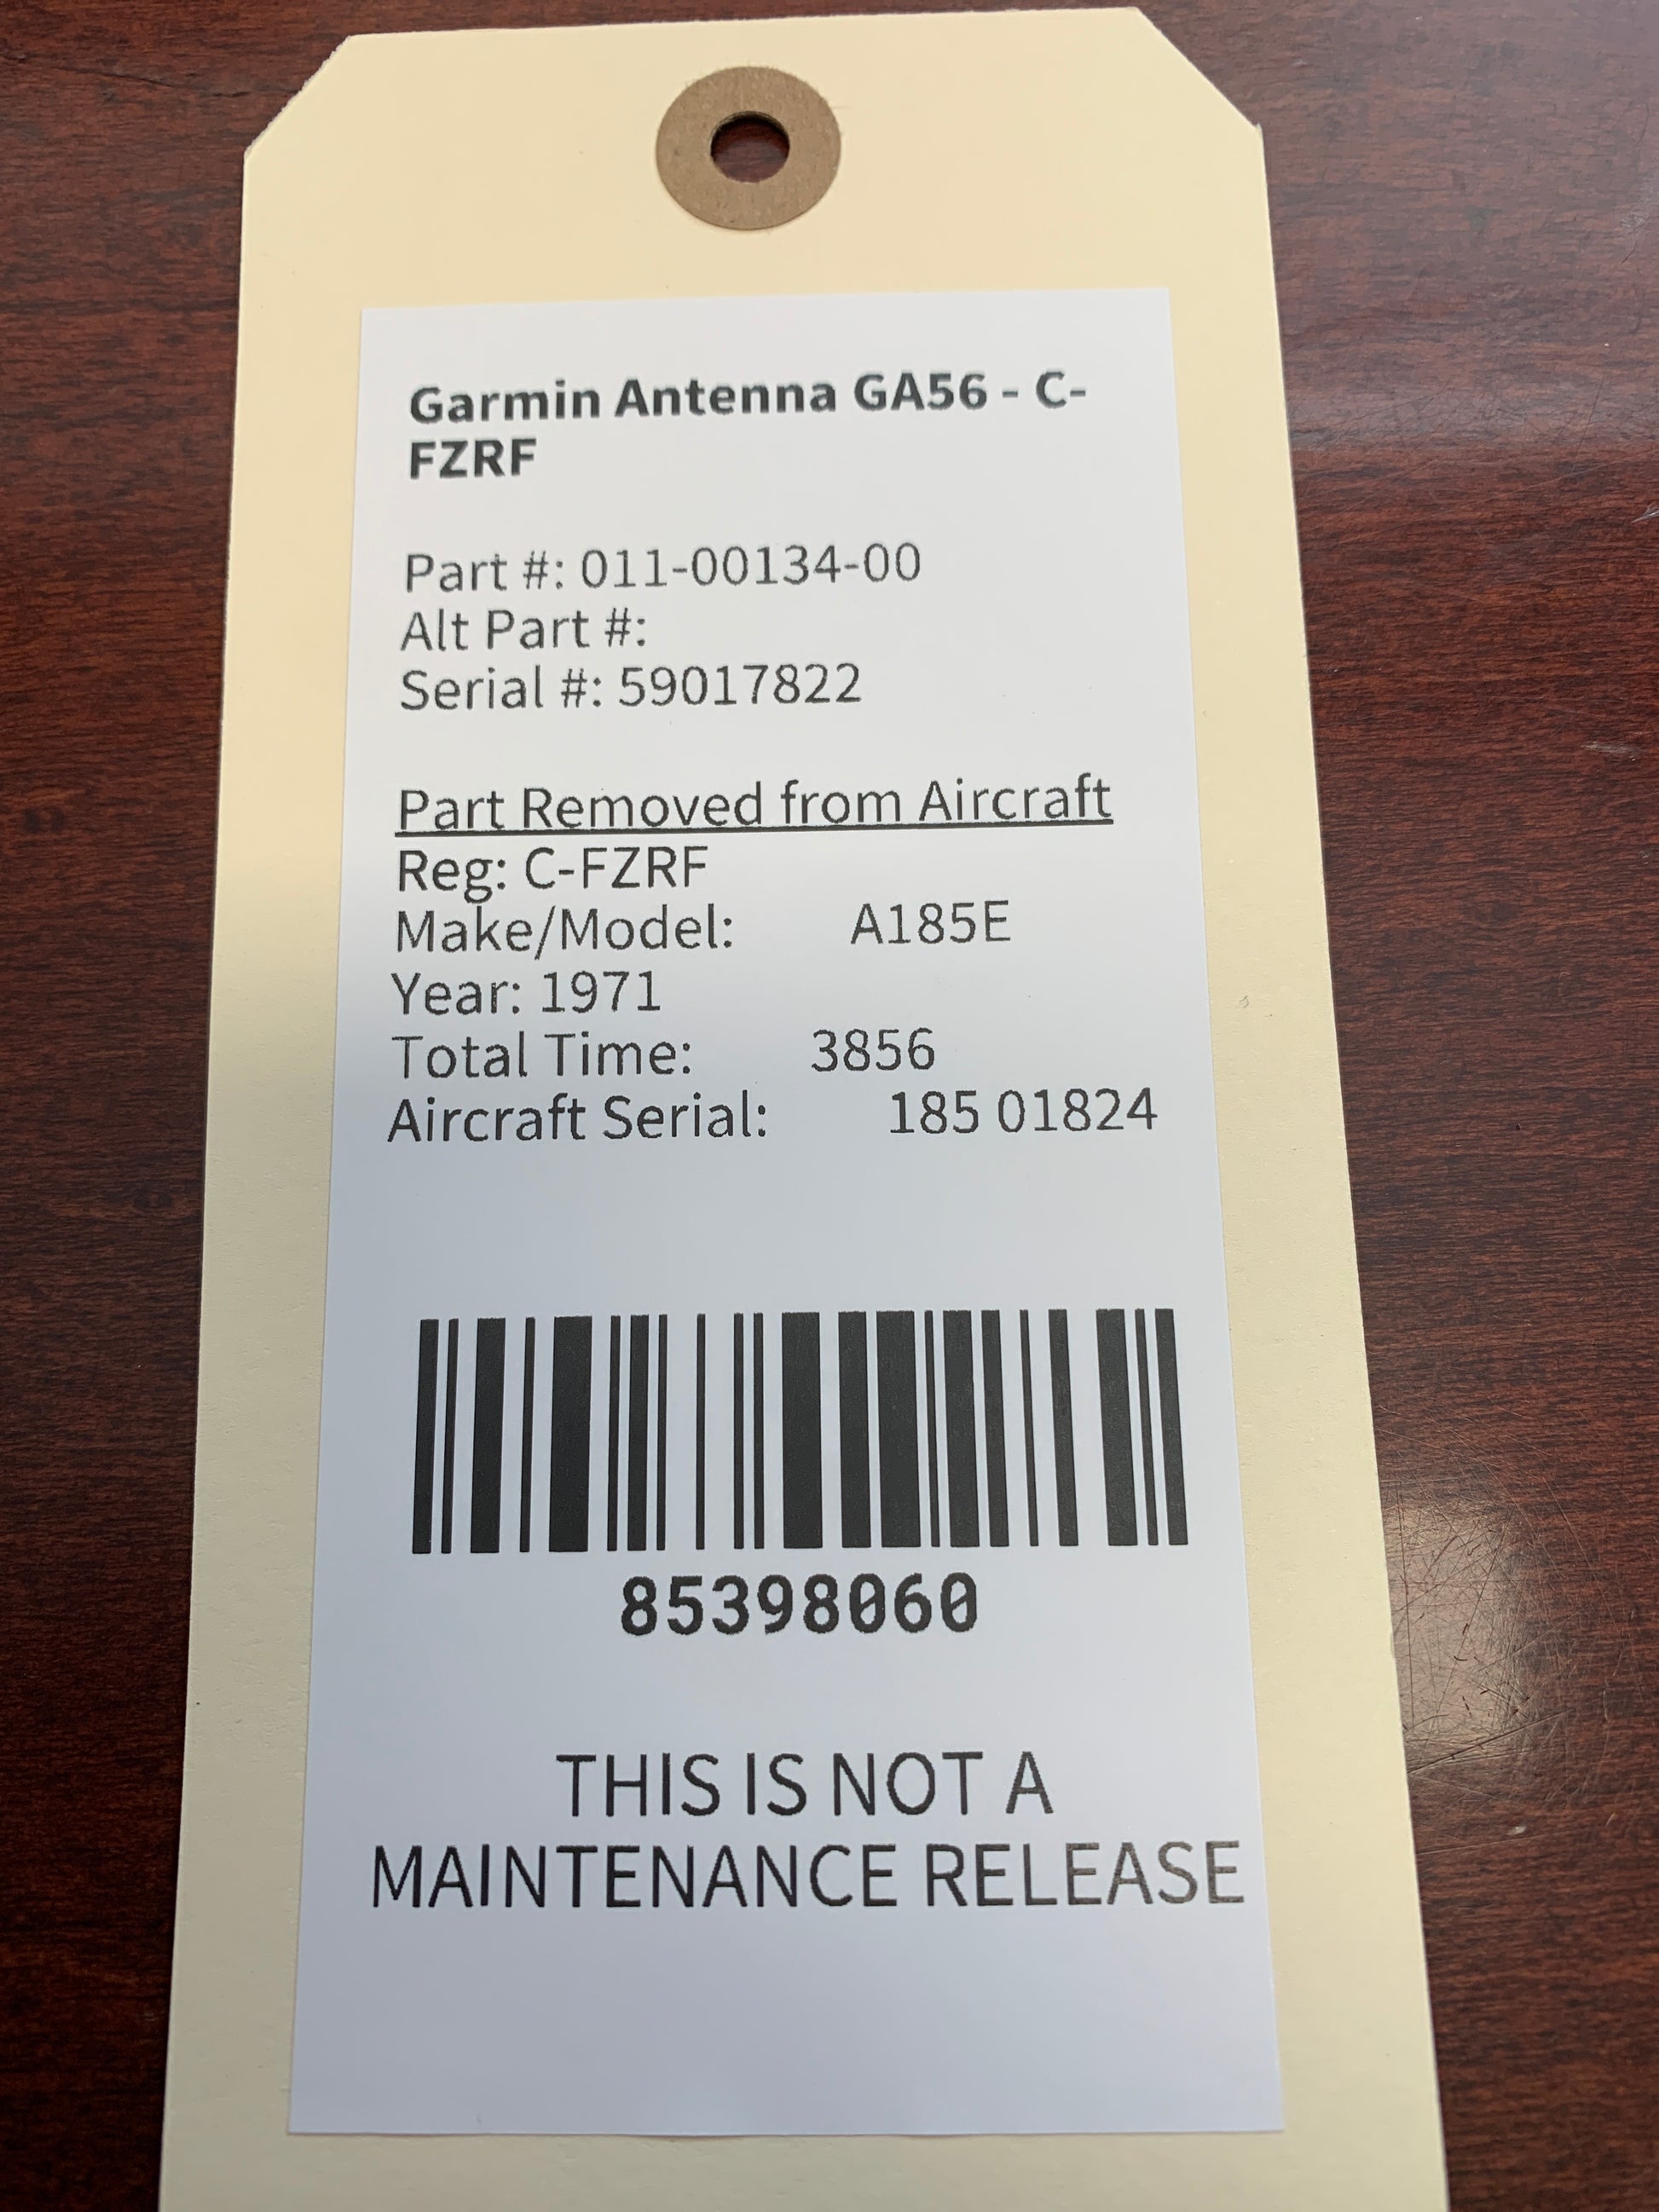 Garmin Antenna GA56 - C-
FZRF
Part #: 011-00134-00
Alt Part #:
Serial #: 59017822
Part Removed from Aircraft
Reg: C-FZRF
Make/Model: A185E
Year: 1971
Total Time: 3856
Aircraft Serial: 185 01824
85398060
THIS IS NOT A
MAINTENANCE RELEASE